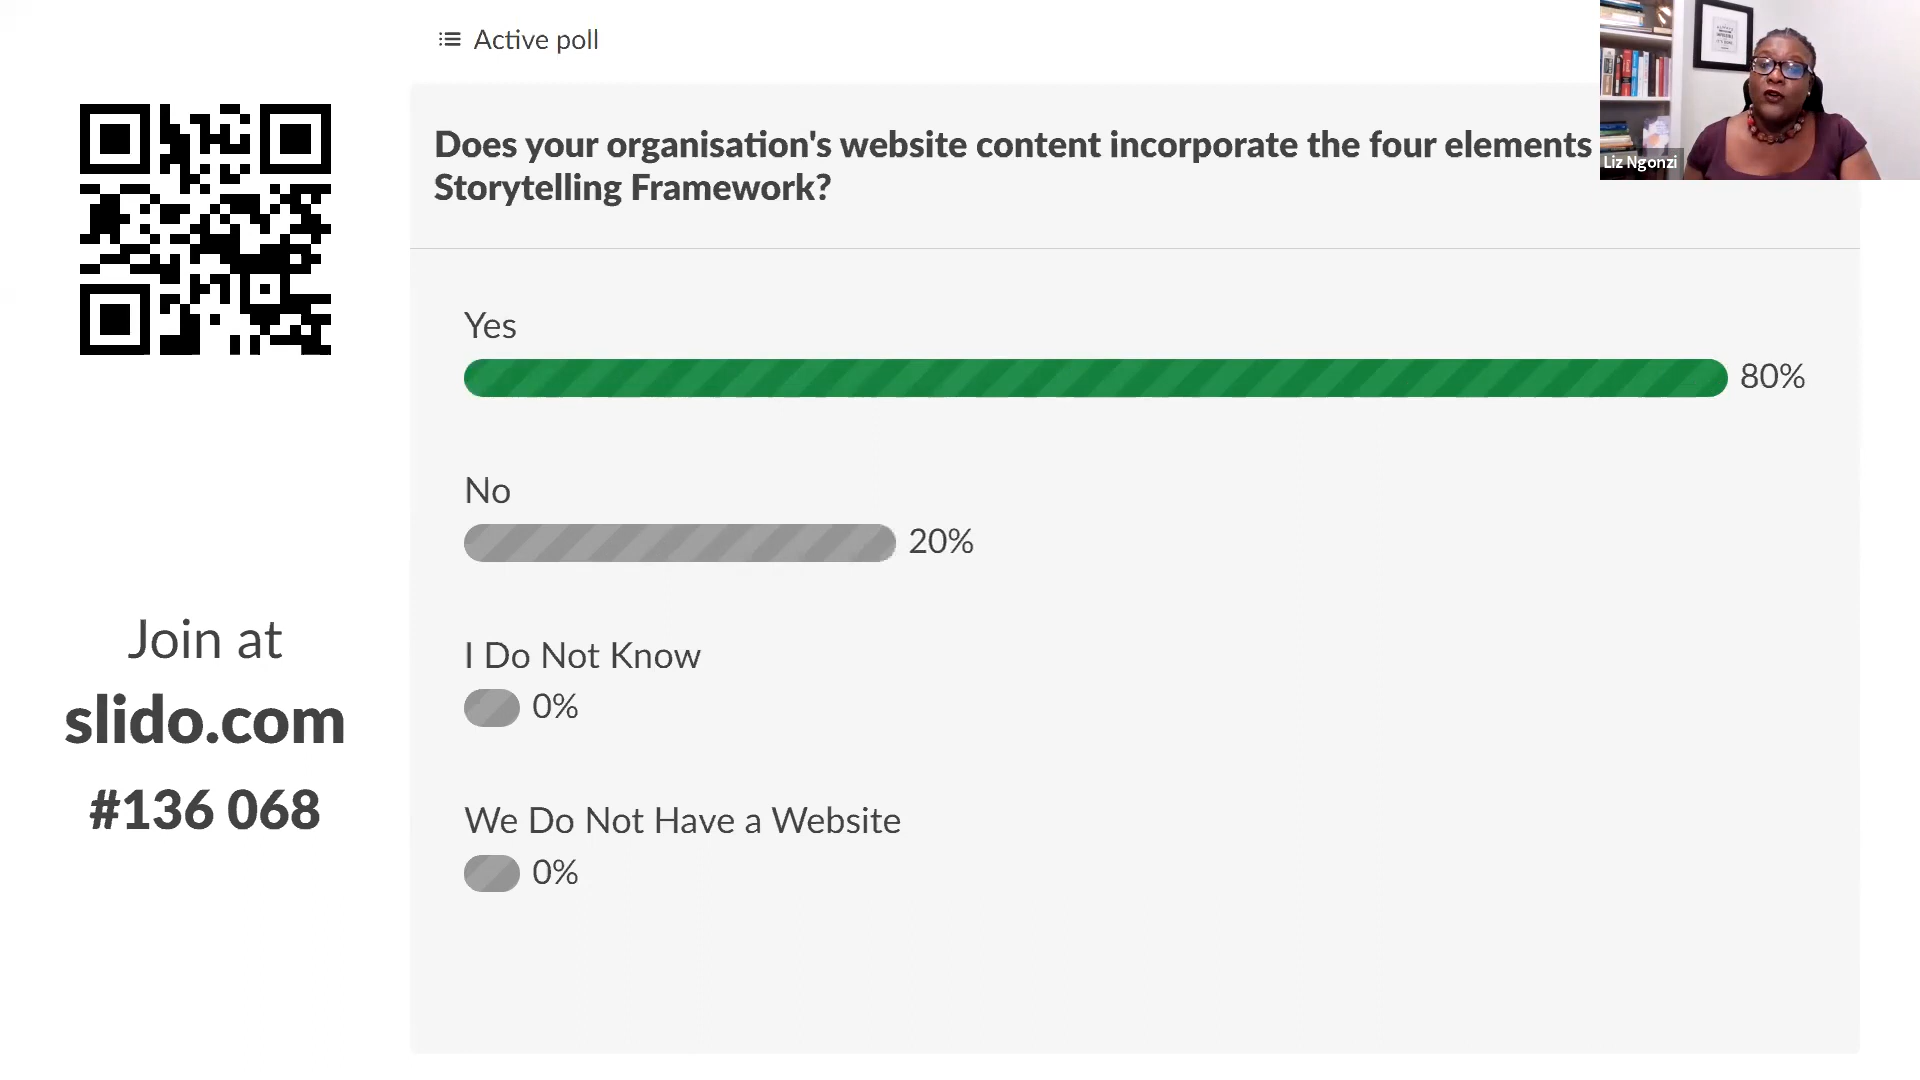 Active poll
Does your organisation's website content incorporate the four elements
Storytelling Framework?
Yes
80%
No
20%
I Do Not Know
0%
We Do Not Have a Website
0%
Join at
slido.com
#136 068
Liz Ngonzi